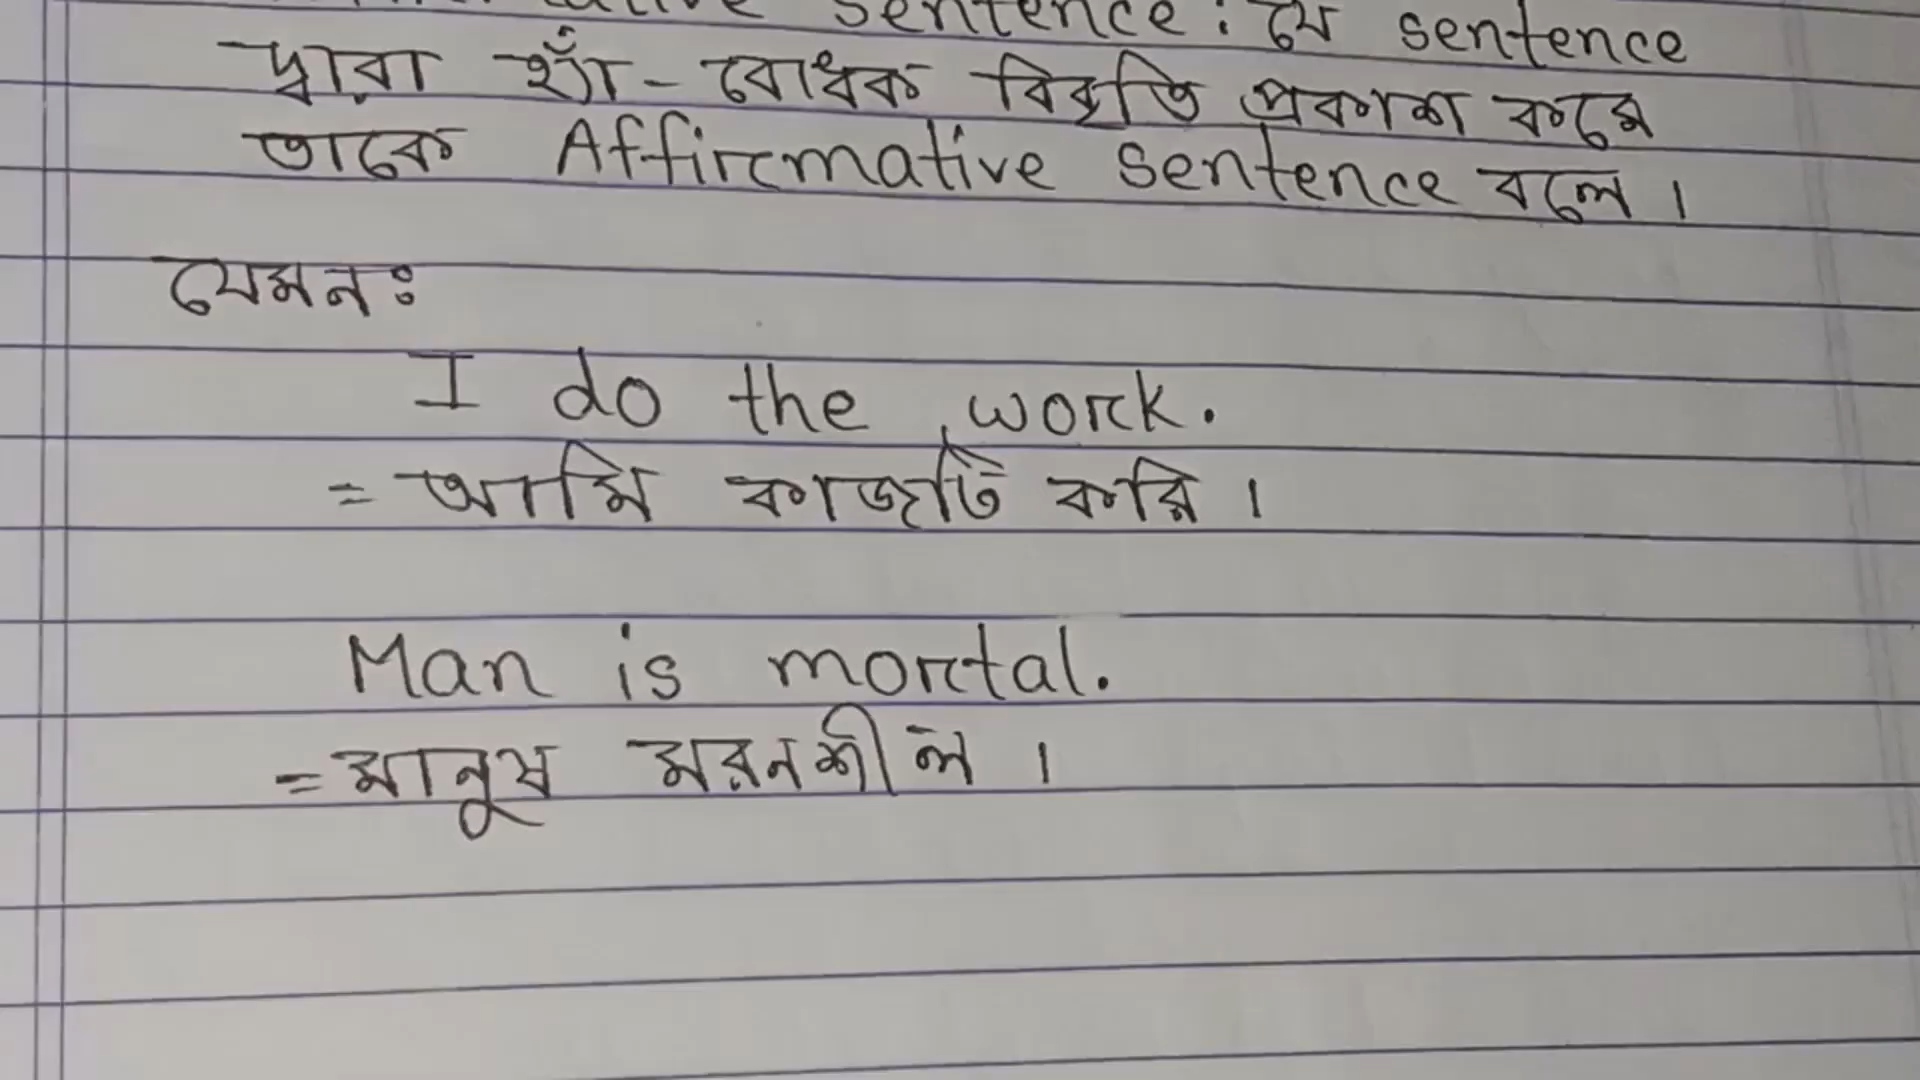 sentence : যে sentence
দ্বারা হ্যাঁ - বোধক বিবৃতি প্রকাশ করে
তাকে Affirmative sentence বলে ।
যেমনঃ
I do the work.
= আমি কাজটি করি ।
Man is mortal.
= মানুষ মরনশীল ।